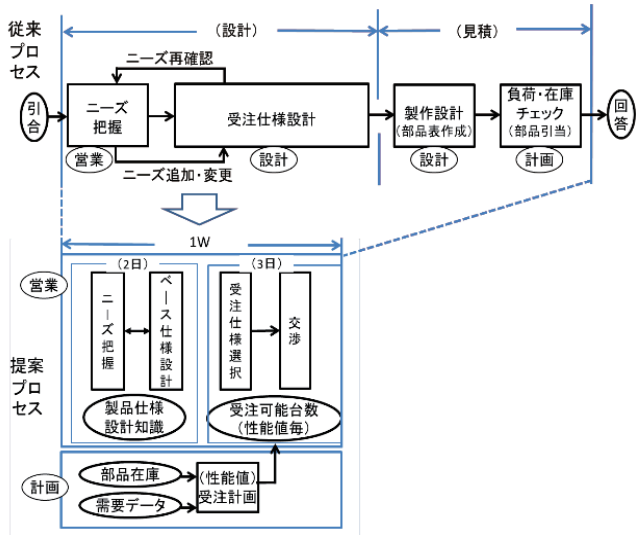 従来
プロ
セス
（設計）
（見積）
ニーズ再確認
引合
ニーズ
把握
受注仕様設計
製作設計
(部品表作成)
負荷・在庫
チェック
(部品引当)
回答
営業
設計
設計
計画
ニーズ追加・変更
1W
営業
（2日）
（3日）
ニーズ把握
ベース仕様設計
受注仕様選択
交渉
提案
プロ
セス
製品仕様
設計知識
受注可能台数
(性能値毎)
計画
部品在庫
需要データ
(性能値)
受注計画